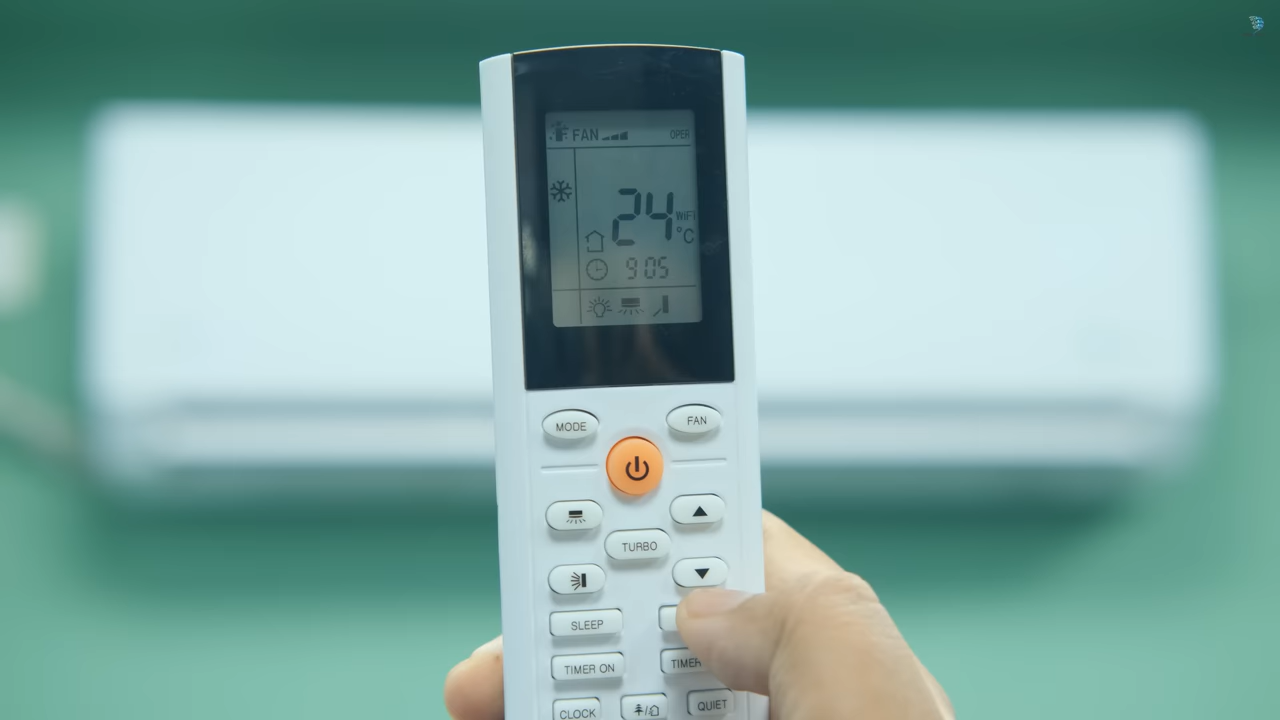 FAN OPER
24 WIFI
°C
9 05
MODE FAN
TURBO
SLEEP
TIMER ON TIMER
CLOCK QUIET